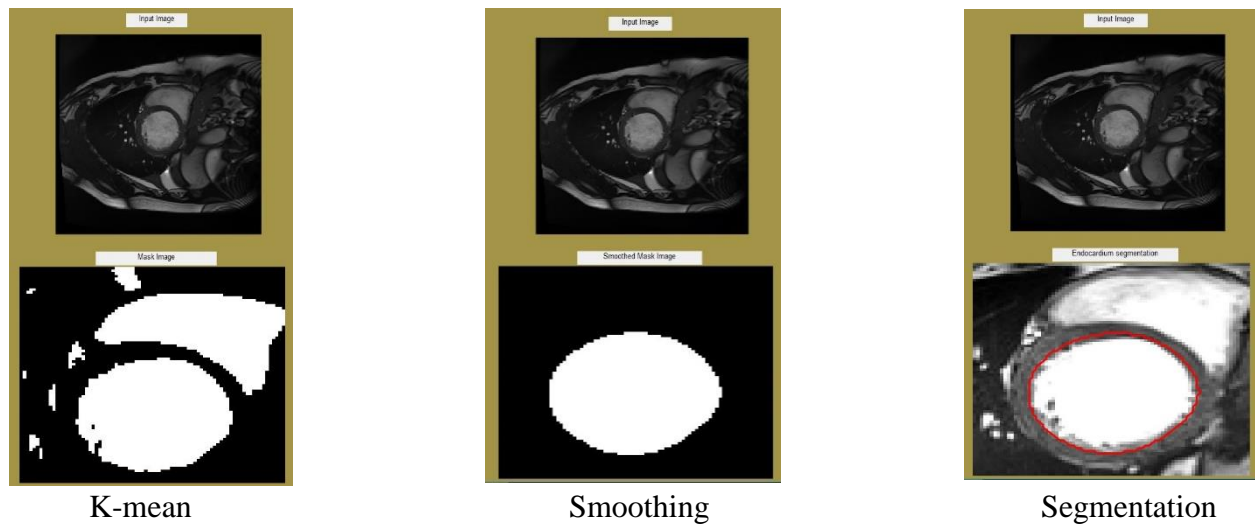 Input Image
Input Image
Input Image
Mask Image
Smoothed Mask Image
Endocardium segmentation
K-mean
Smoothing
Segmentation